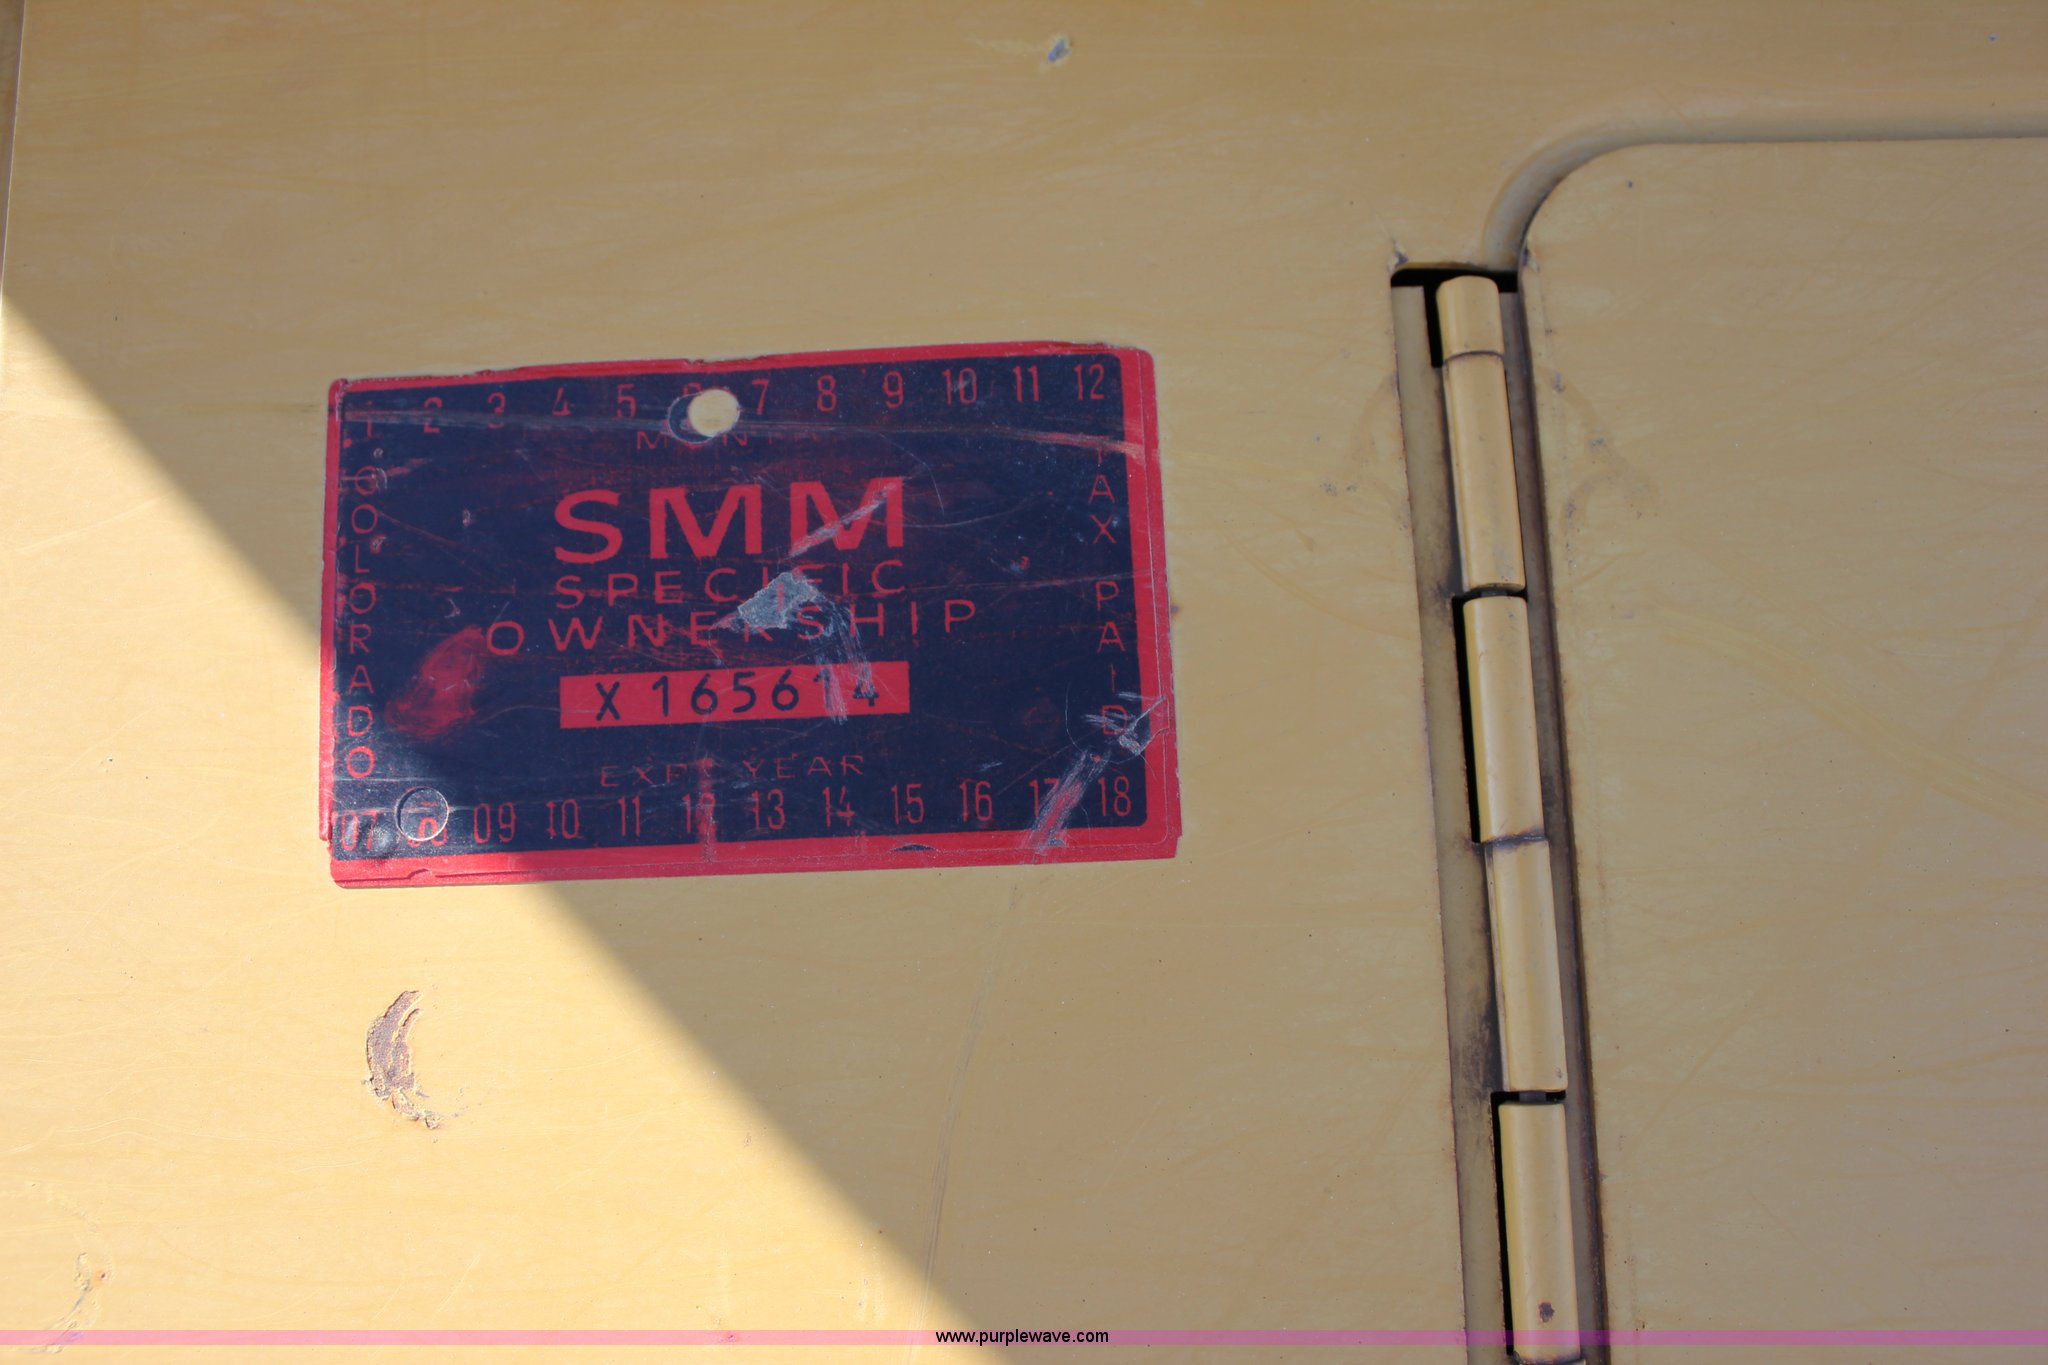 1 2 3 4 5 6 7 8 9 10 11 12
COLORADO
SMM
SPECIFIC
OWNERSHIP
X 165614
TAX PAID
EXP. YEAR
07 08 09 10 11 12 13 14 15 16 17 18
www.purplewave.com